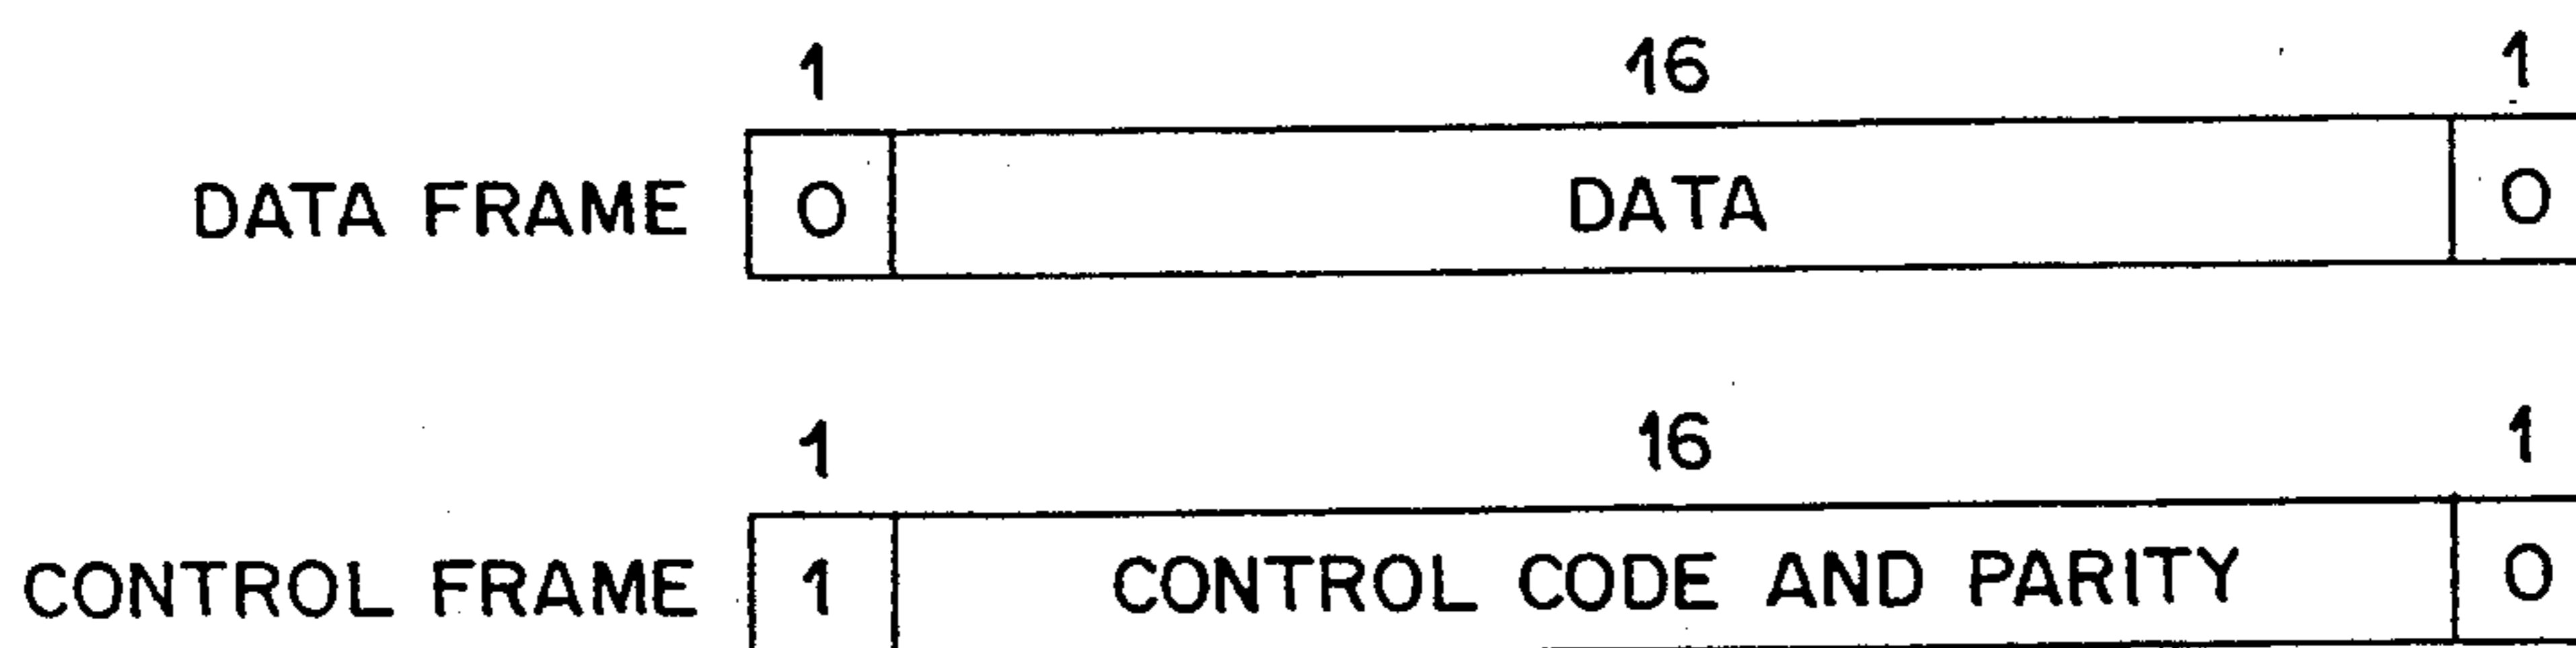 1 16 1
DATA FRAME 0 DATA 0
1 16 1
CONTROL FRAME 1 CONTROL CODE AND PARITY 0